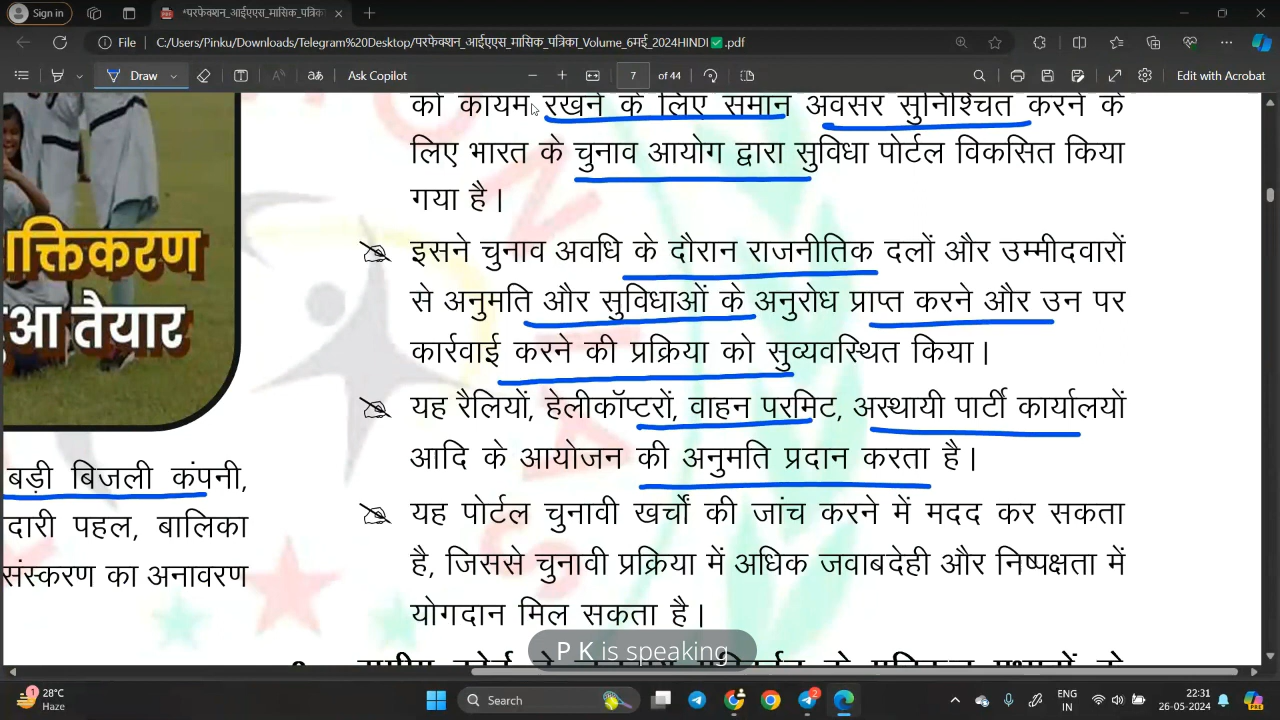 Sign in
*परफेक्शन_आईएएस_मासिक_पत्रिका
File C:/Users/Pinku/Downloads/Telegram%20Desktop/परफेक्शन_आईएएस_मासिक_पत्रिका_Volume_6मई_2024HINDI✅.pdf
Draw
Ask Copilot
7 of 44
Edit with Acrobat
को कायम रखने के लिए समान अवसर सुनिश्चित करने के
लिए भारत के चुनाव आयोग द्वारा सुविधा पोर्टल विकसित किया
गया है।
इसने चुनाव अवधि के दौरान राजनीतिक दलों और उम्मीदवारों
से अनुमति और सुविधाओं के अनुरोध प्राप्त करने और उन पर
कार्रवाई करने की प्रक्रिया को सुव्यवस्थित किया।
यह रैलियों, हेलीकॉप्टरों, वाहन परमिट, अस्थायी पार्टी कार्यालयों
आदि के आयोजन की अनुमति प्रदान करता है।
यह पोर्टल चुनावी खर्चों की जांच करने में मदद कर सकता
है, जिससे चुनावी प्रक्रिया में अधिक जवाबदेही और निष्पक्षता में
योगदान मिल सकता है।
क्तिकरण
आ तैयार
बड़ी बिजली कंपनी,
दारी पहल, बालिका
संस्करण का अनावरण
P K is speaking
28°C
Haze
Search
ENG
IN
22:31
26-05-2024